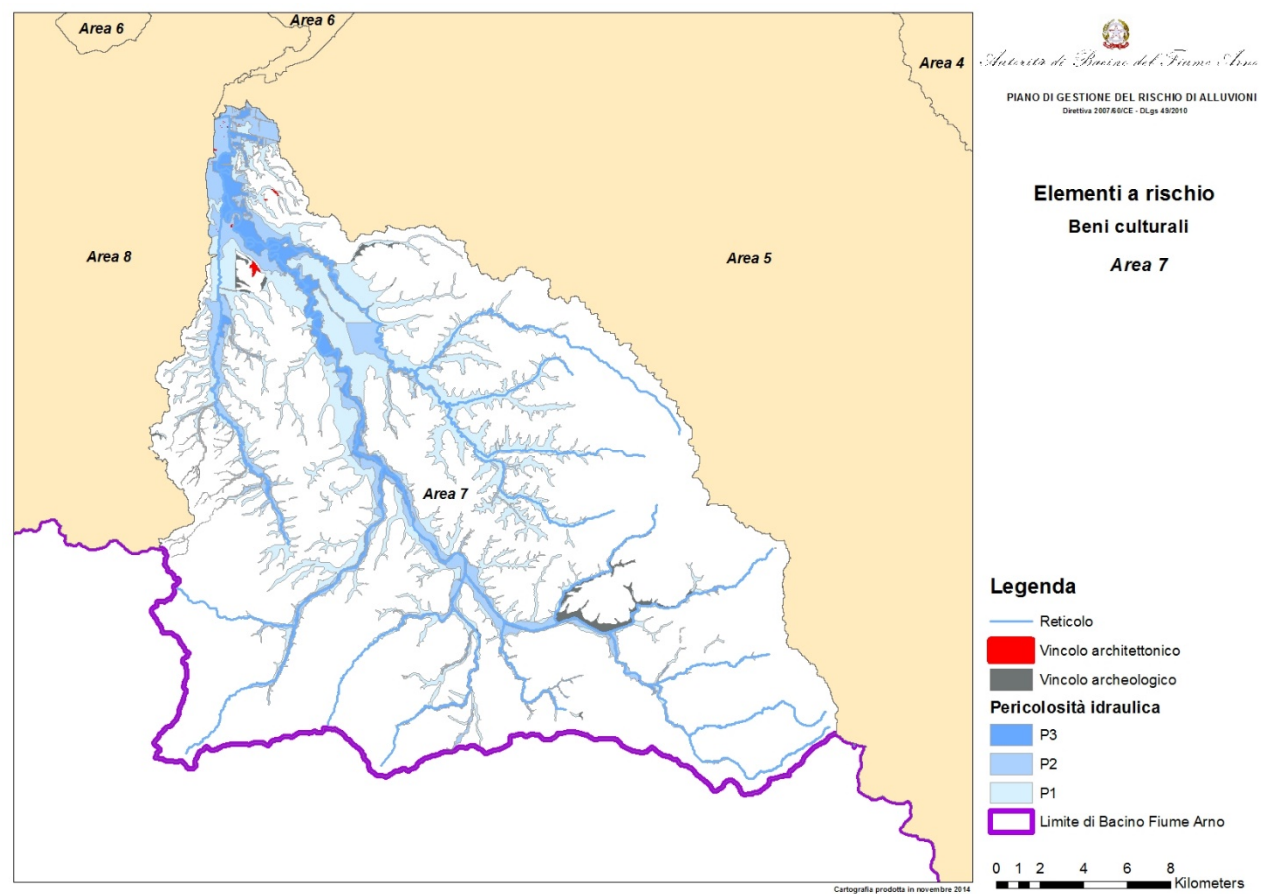 Area 6
Area 6
Area 4
Area 8
Area 5
Area 7
Autorità di Bacino del Fiume Arno
PIANO DI GESTIONE DEL RISCHIO DI ALLUVIONI
Direttiva 2007/60/CE - DLgs 49/2010
Elementi a rischio
Beni culturali
Area 7
Legenda
Reticolo
Vincolo architettonico
Vincolo archeologico
Pericolosità idraulica
P3
P2
P1
Limite di Bacino Fiume Arno
0 1 2 4 6 8
Kilometers
Cartografia prodotta in novembre 2014